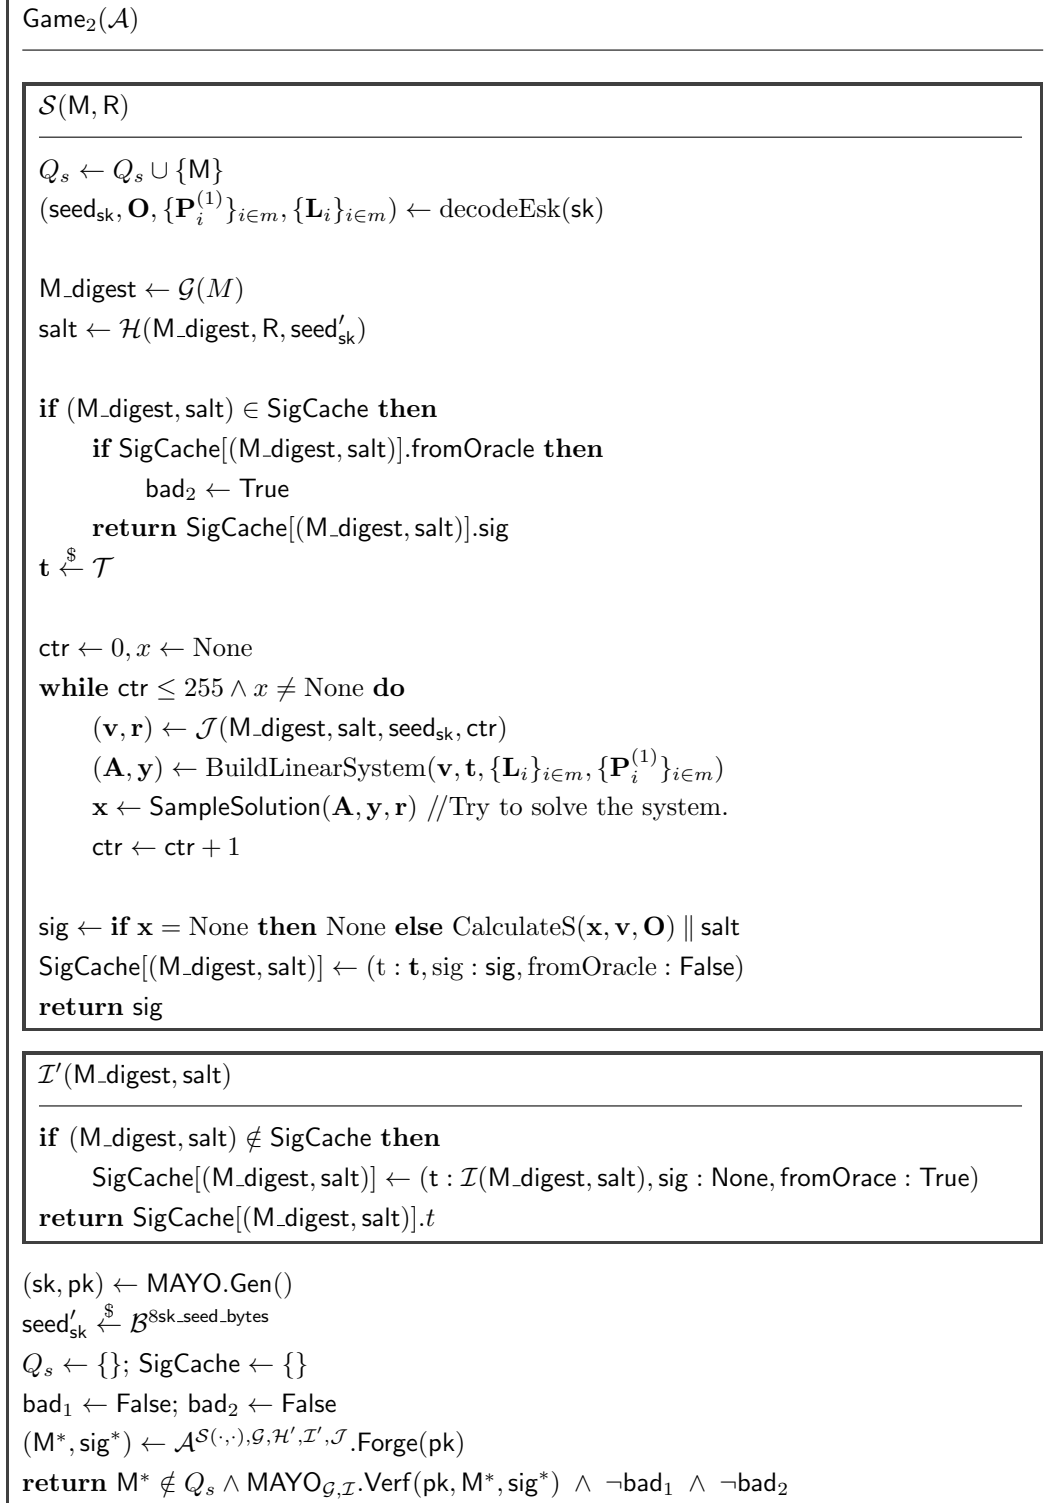 Game₂(𝒜)
𝒮(M, R)
Qₛ ← Qₛ ∪ {M}
(seed_sk, O, {P_i^(1)}_{i∈m}, {L_i}_{i∈m}) ← decodeEsk(sk)
M_digest ← 𝒢(M)
salt ← ℋ(M_digest, R, seed′_sk)
if (M_digest, salt) ∈ SigCache then
if SigCache[(M_digest, salt)].fromOracle then
bad₂ ← True
return SigCache[(M_digest, salt)].sig
t ←$ 𝒯
ctr ← 0, x ← None
while ctr ≤ 255 ∧ x ≠ None do
(v, r) ← 𝒥(M_digest, salt, seed_sk, ctr)
(A, y) ← BuildLinearSystem(v, t, {L_i}_{i∈m}, {P_i^(1)}_{i∈m})
x ← SampleSolution(A, y, r) //Try to solve the system.
ctr ← ctr + 1
sig ← if x = None then None else CalculateS(x, v, O) ∥ salt
SigCache[(M_digest, salt)] ← (t : t, sig : sig, fromOracle : False)
return sig
ℐ′(M_digest, salt)
if (M_digest, salt) ∉ SigCache then
SigCache[(M_digest, salt)] ← (t : ℐ(M_digest, salt), sig : None, fromOrace : True)
return SigCache[(M_digest, salt)].t
(sk, pk) ← MAYO.Gen()
seed′_sk ←$ ℬ^{8sk_seed_bytes}
Qₛ ← {}; SigCache ← {}
bad₁ ← False; bad₂ ← False
(M*, sig*) ← 𝒜^{𝒮(·,·),𝒢,ℋ′,ℐ′,𝒥}.Forge(pk)
return M* ∉ Qₛ ∧ MAYO_{𝒢,ℐ}.Verf(pk, M*, sig*) ∧ ¬bad₁ ∧ ¬bad₂